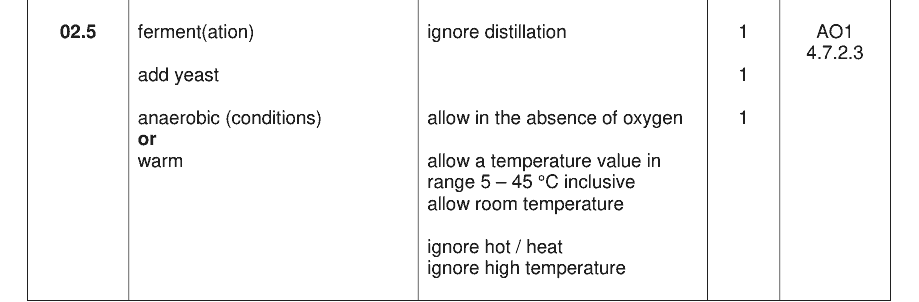 02.5 ferment(ation) ignore distillation 1 AO1
4.7.2.3
add yeast 1
anaerobic (conditions) allow in the absence of oxygen 1
or
warm allow a temperature value in
range 5 – 45 °C inclusive
allow room temperature
ignore hot / heat
ignore high temperature